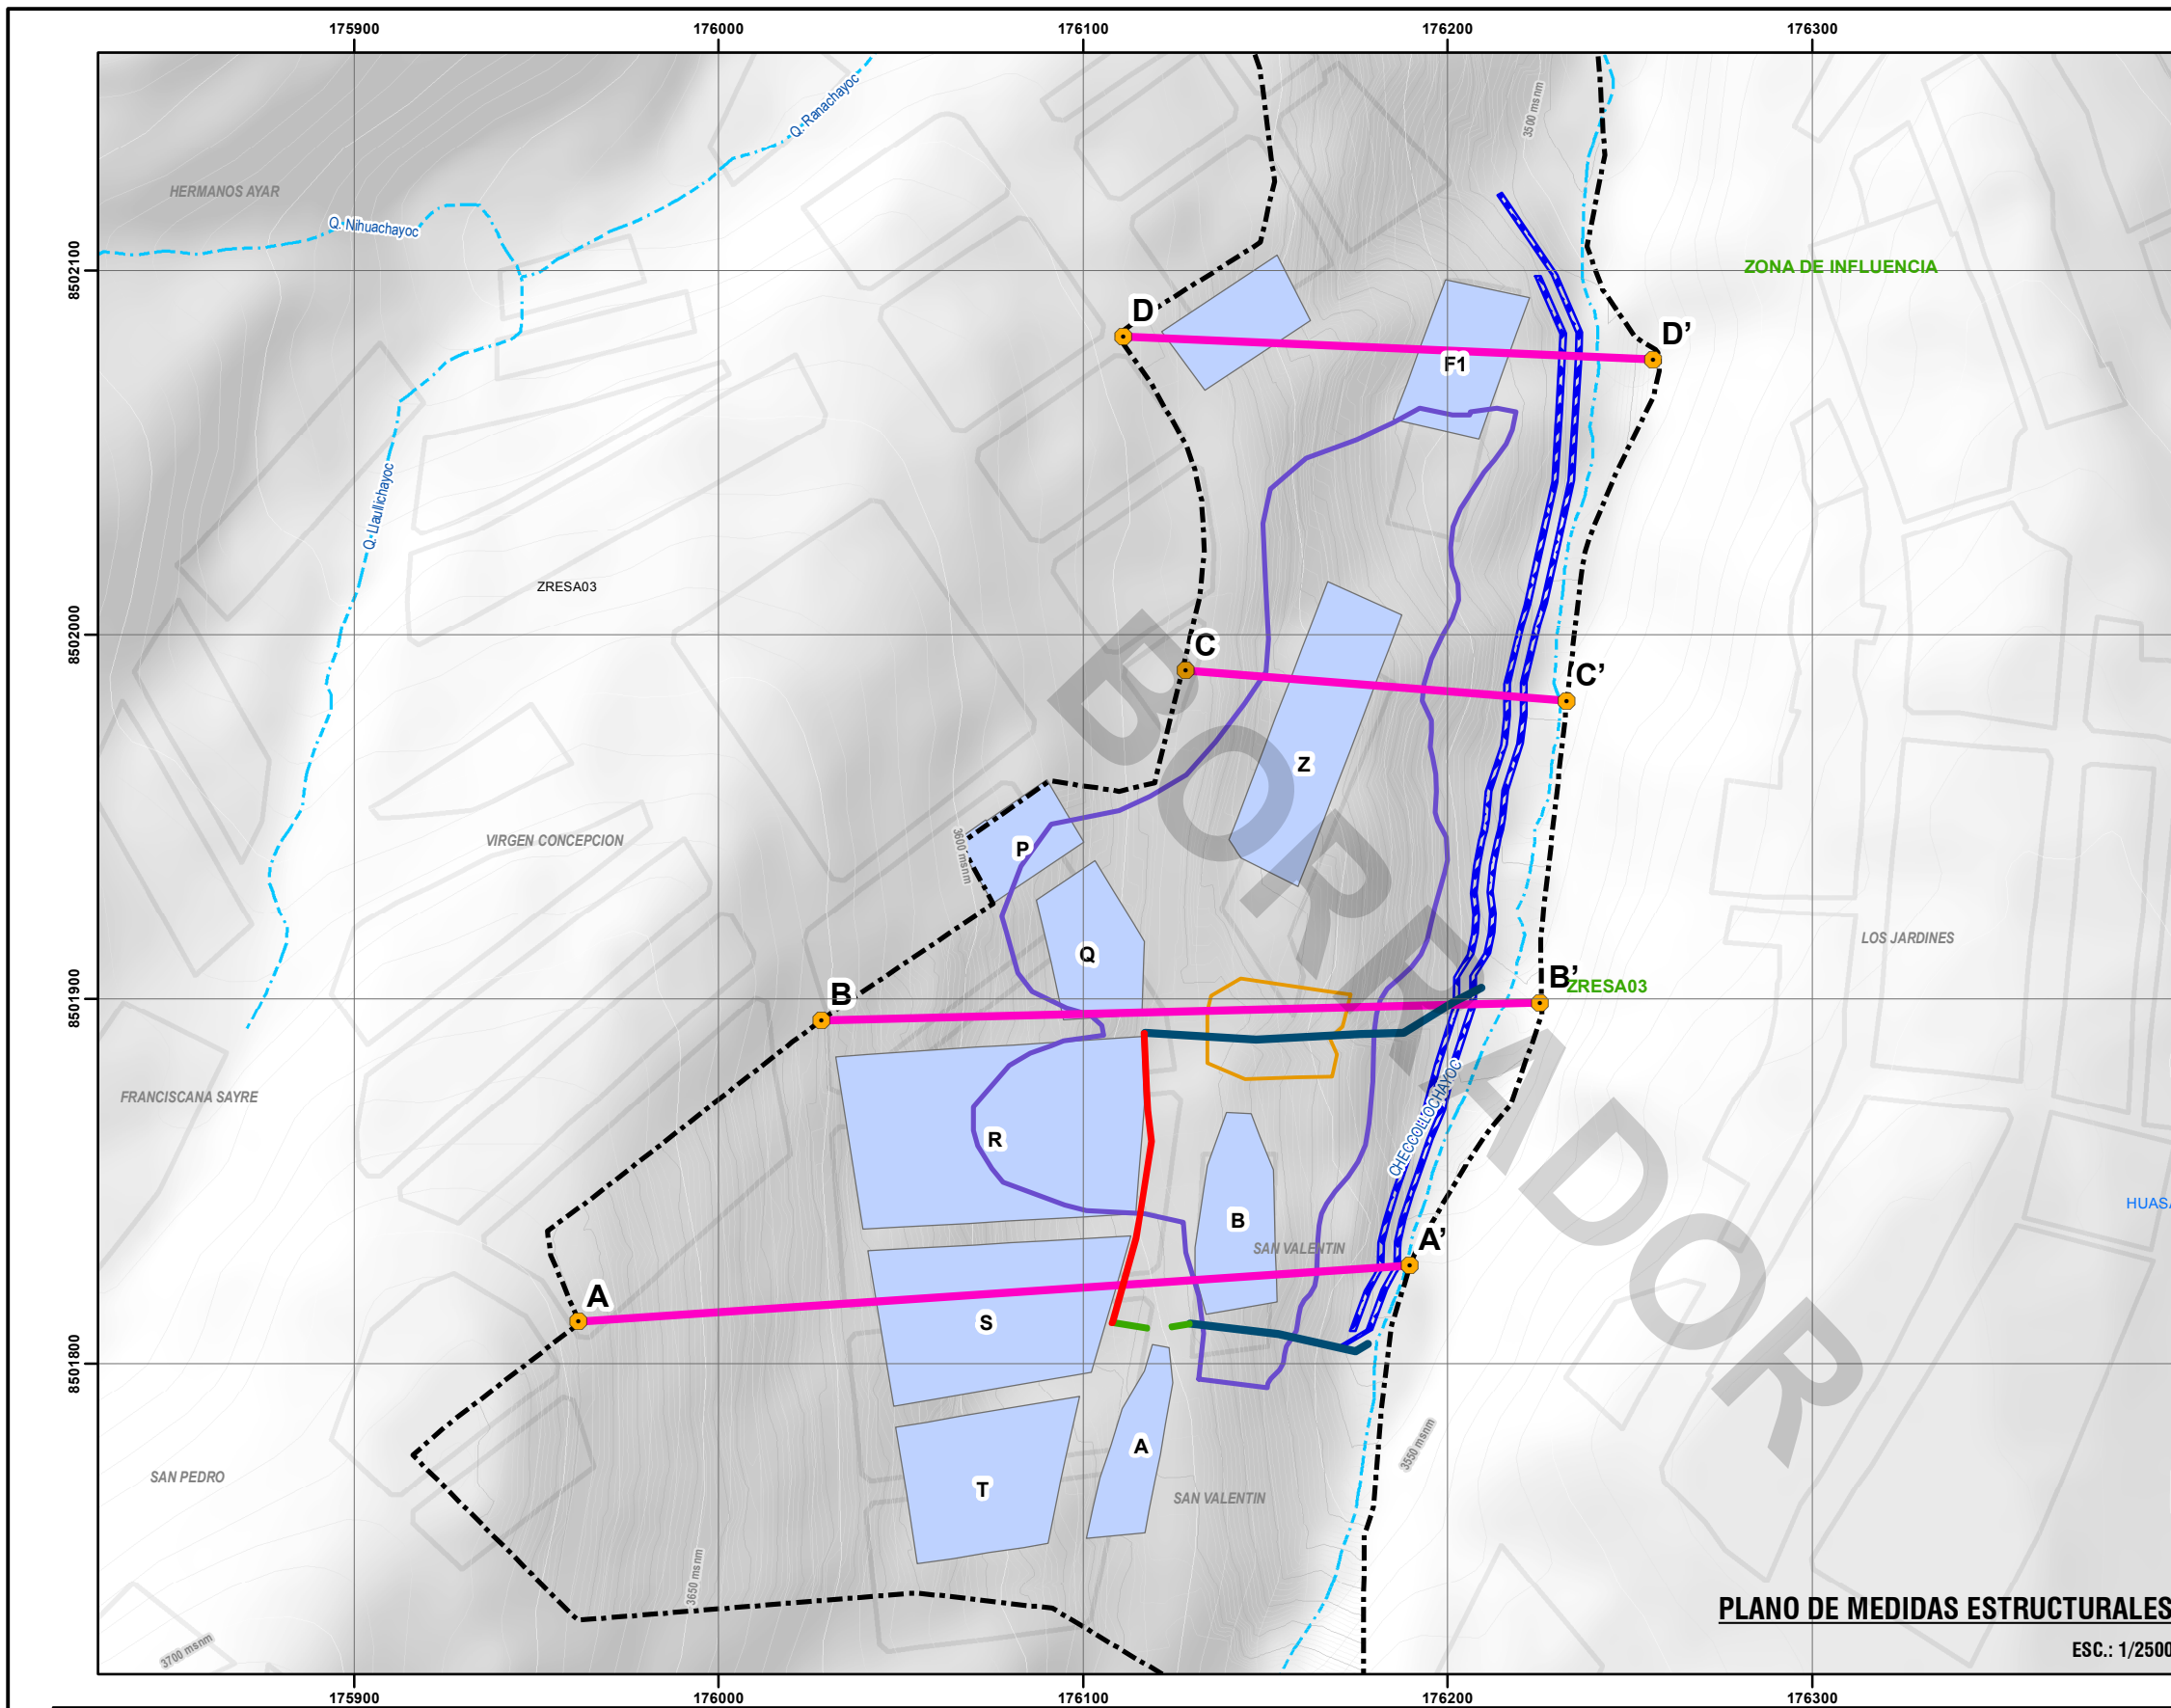 175900
176000
176100
176200
176300
3500 msnm
Q. Ranachayoc
HERMANOS AYAR
Q. Nihuachayoc
8502100
ZONA DE INFLUENCIA
D
D’
F1
Q. Llaullichayoc
ZRESA03
8502000
C
C’
BORRADOR
Z
VIRGEN CONCEPCION
3600 msnm
P
LOS JARDINES
Q
B
B’
ZRESA03
8501900
CHECCOLLOCHAYOC
FRANCISCANA SAYRE
R
HUASA
B
SAN VALENTIN
A’
A
S
8501800
A
3550 msnm
SAN PEDRO
T
SAN VALENTIN
3650 msnm
PLANO DE MEDIDAS ESTRUCTURALES
3700 msnm
ESC.: 1/2500
175900
176000
176100
176200
176300